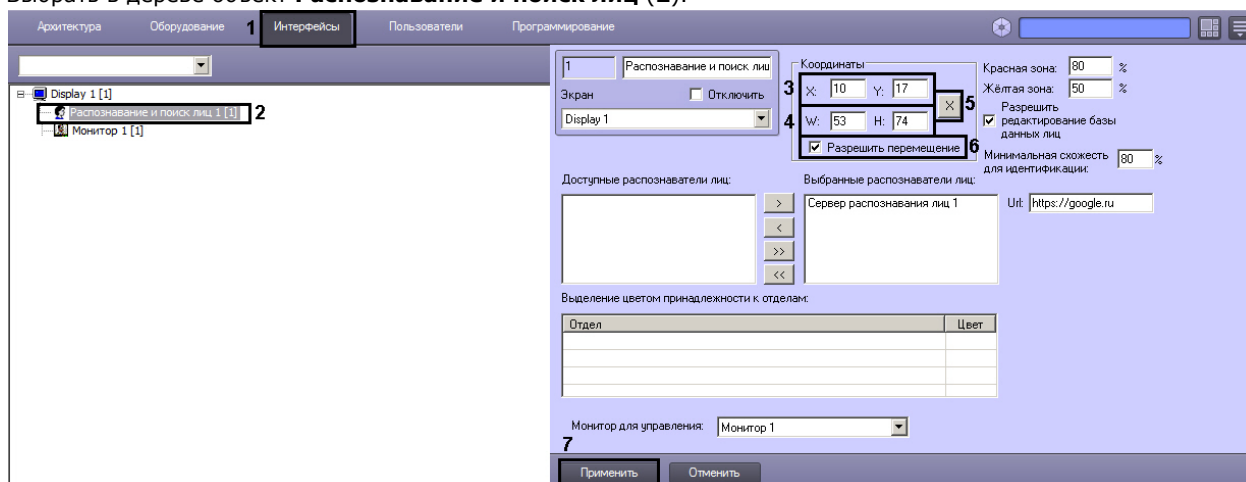 Выбрать в дереве объект Распознавание и поиск лиц (2).
Архитектура Оборудование 1 Интерфейсы Пользователи Программирование
Display 1 [1]
Распознавание и поиск лиц 1 [1] 2
Монитор 1 [1]
1 Распознавание и поиск лиц
Экран Отключить
Display 1
Координаты
3 X: 10 Y: 17
4 W: 53 H: 74
X 5
Разрешить перемещение 6
Красная зона: 80 %
Жёлтая зона: 50 %
Разрешить
редактирование базы
данных лиц
Минимальная схожесть 80 %
для идентификации:
Доступные распознаватели лиц: Выбранные распознаватели лиц:
> Сервер распознавания лиц 1 Url: https://google.ru
<
>>
<<
Выделение цветом принадлежности к отделам:
Отдел Цвет
Монитор для управления: Монитор 1
7
Применить Отменить